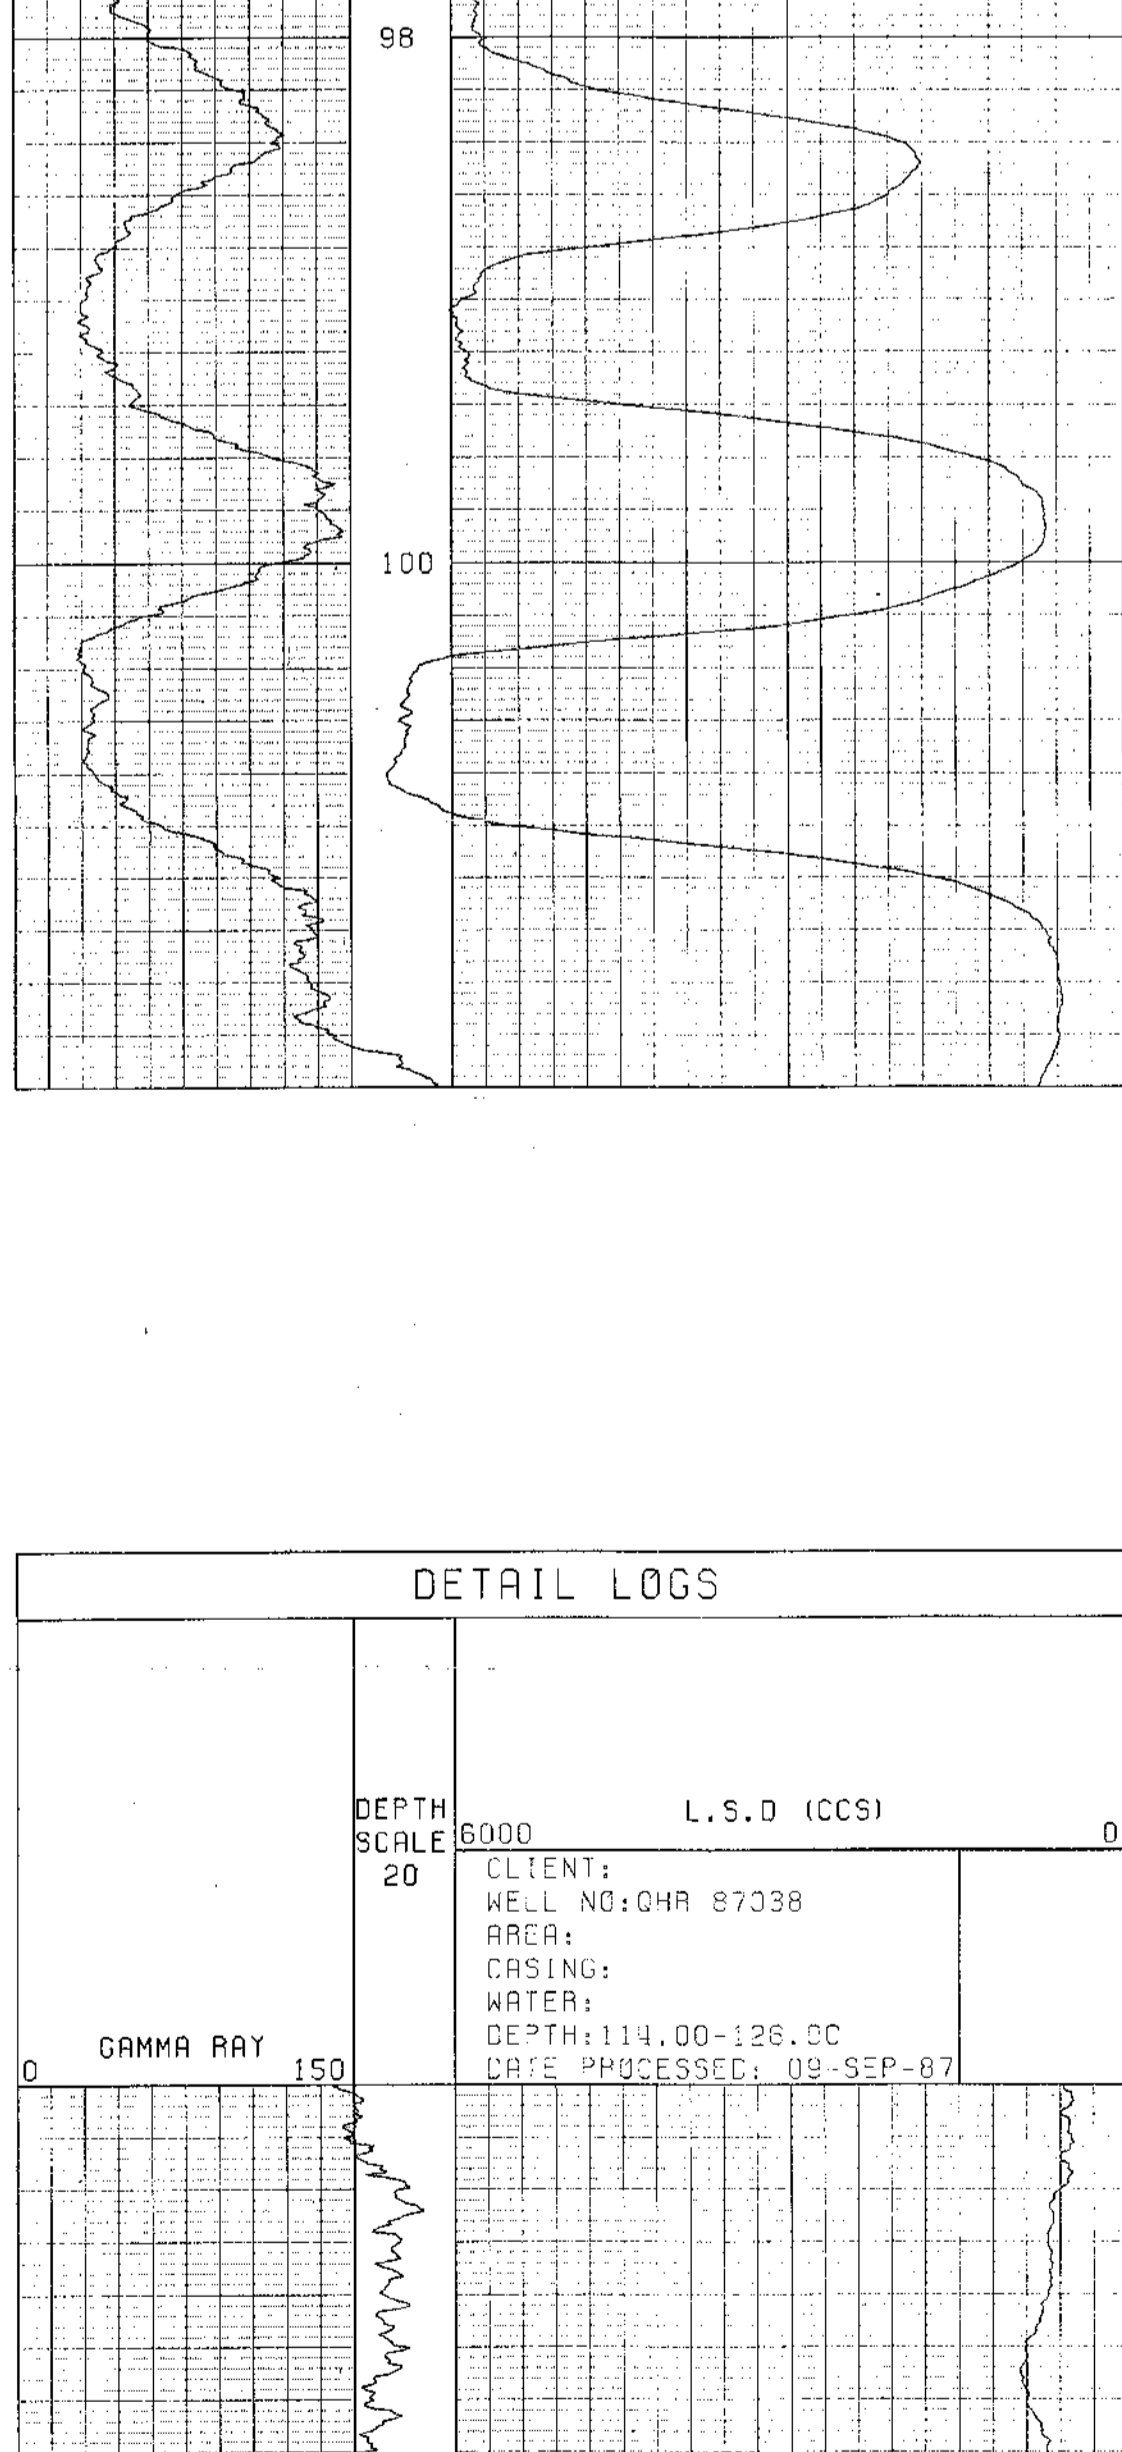 98
100
DETAIL LOGS
DEPTH
SCALE
20
L.S.D (CCS)
6000 0
CLIENT:
WELL NO:QHR 87038
AREA:
CASING:
WATER:
DEPTH:114.00-126.00
DATE PROCESSED: 09-SEP-87
GAMMA RAY
0 150